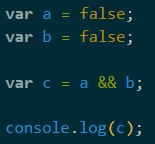 var a = false;
var b = false;
var c = a && b;
console.log(c);